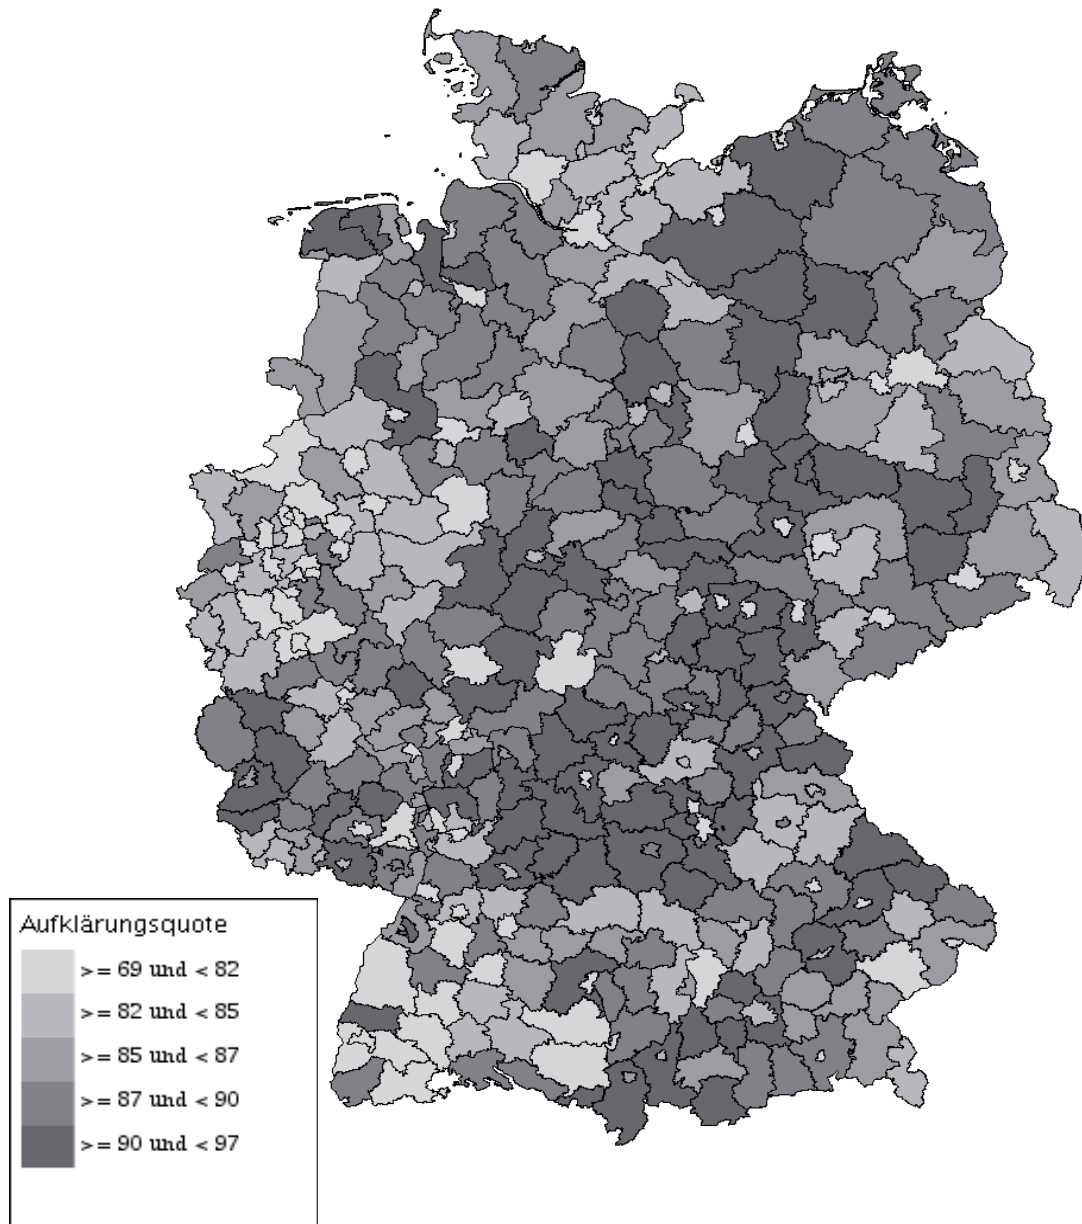 Aufklärungsquote
>= 69 und < 82
>= 82 und < 85
>= 85 und < 87
>= 87 und < 90
>= 90 und < 97